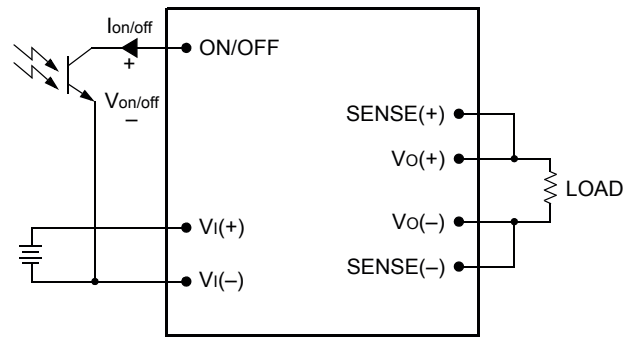 Ion/off
+
ON/OFF
Von/off
–
SENSE(+)
VO(+)
LOAD
VO(–)
VI(+)
SENSE(–)
VI(–)